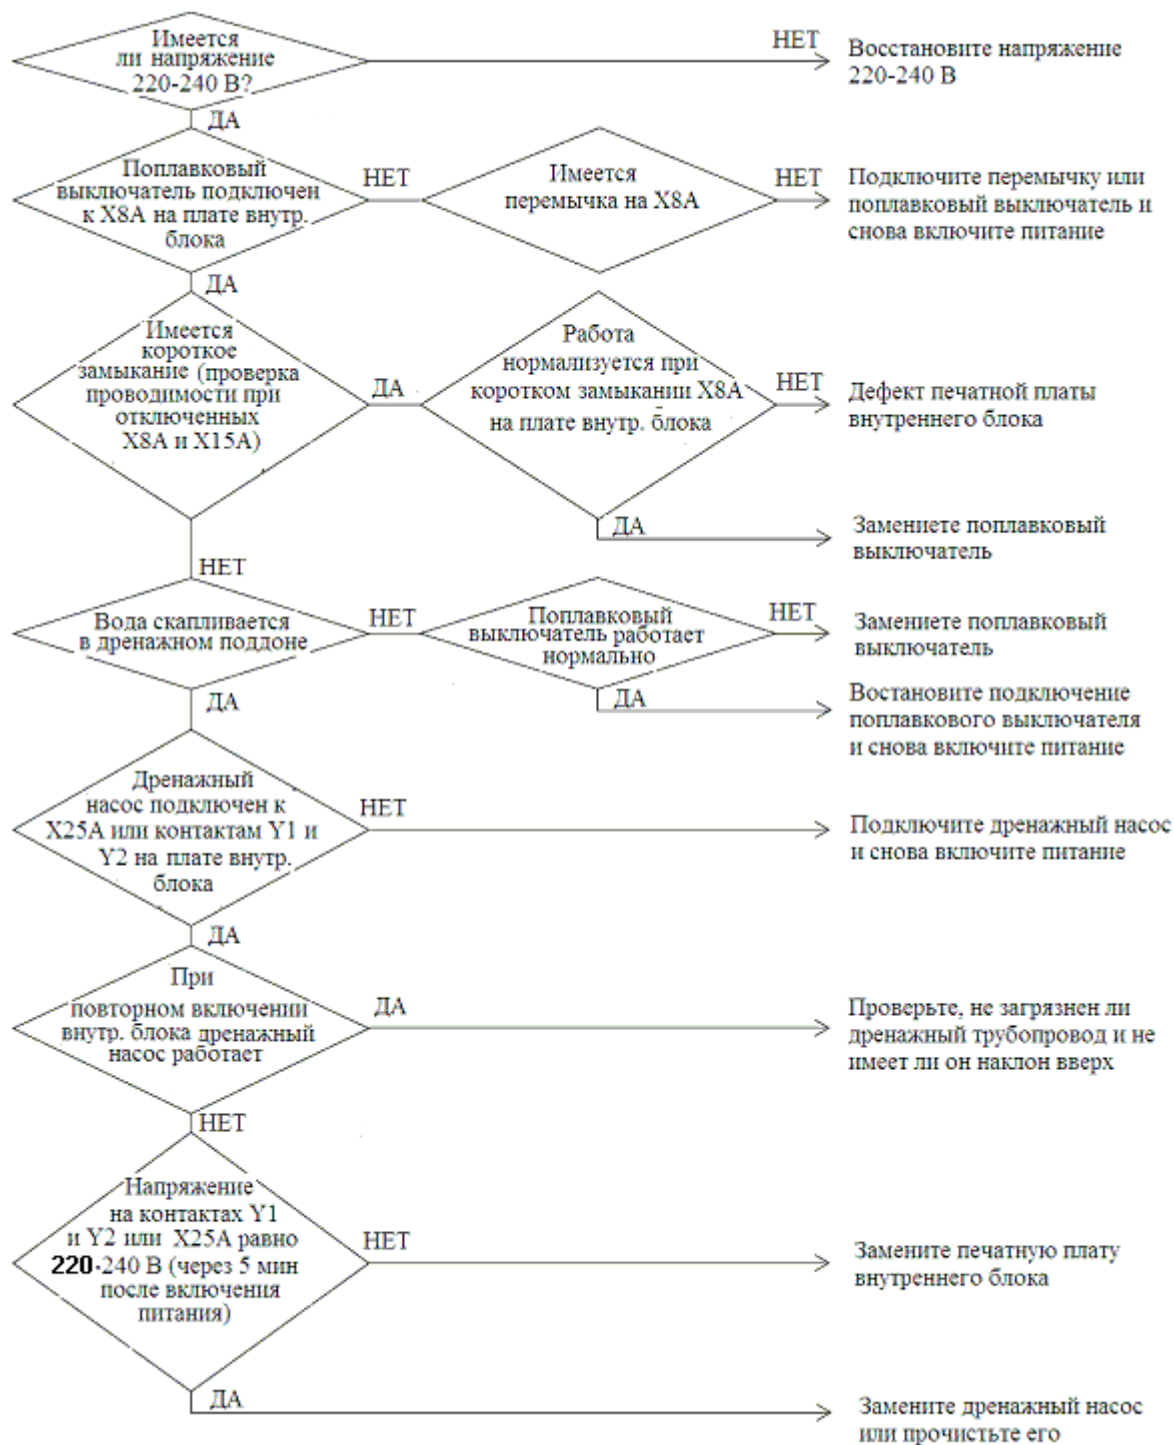 Имеется
ли напряжение
220-240 В?
НЕТ
Восстановите напряжение
220-240 В
ДА
Поплавковый
выключатель подключен
к X8A на плате внутр.
блока
НЕТ
Имеется
перемычка на X8A
НЕТ
Подключите перемычку или
поплавковый выключатель и
снова включите питание
ДА
Имеется
короткое
замыкание (проверка
проводимости при
отключенных
X8A и X15A)
ДА
Работа
нормализуется при
коротком замыкании X8A
на плате внутр. блока
НЕТ
Дефект печатной платы
внутреннего блока
ДА
Замениете поплавковый
выключатель
НЕТ
Вода скапливается
в дренажном поддоне
НЕТ
Поплавковый
выключатель работает
нормально
НЕТ
Замениете поплавковый
выключатель
ДА
Востановите подключение
поплавкового выключателя
и снова включите питание
ДА
Дренажный
насос подключен к
X25A или контактам Y1 и
Y2 на плате внутр.
блока
НЕТ
Подключите дренажный насос
и снова включите питание
ДА
При
повторном включении
внутр. блока дренажный
насос работает
ДА
Проверьте, не загрязнен ли
дренажный трубопровод и не
имеет ли он наклон вверх
НЕТ
Напряжение
на контактах Y1
и Y2 или X25A равно
220-240 В (через 5 мин
после включения
питания)
НЕТ
Замените печатную плату
внутреннего блока
ДА
Замените дренажный насос
или прочистьте его